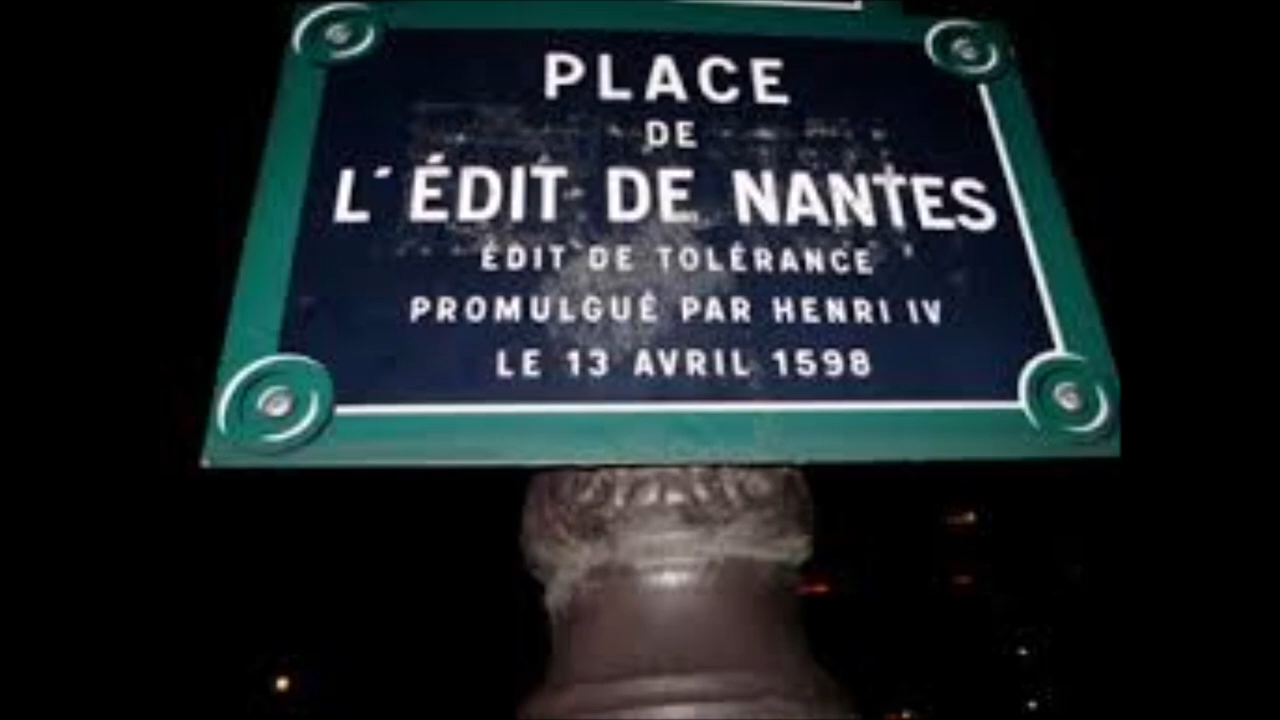 PLACE
DE
L'ÉDIT DE NANTES
ÉDIT DE TOLÉRANCE
PROMULGUÉ PAR HENRI IV
LE 13 AVRIL 1598